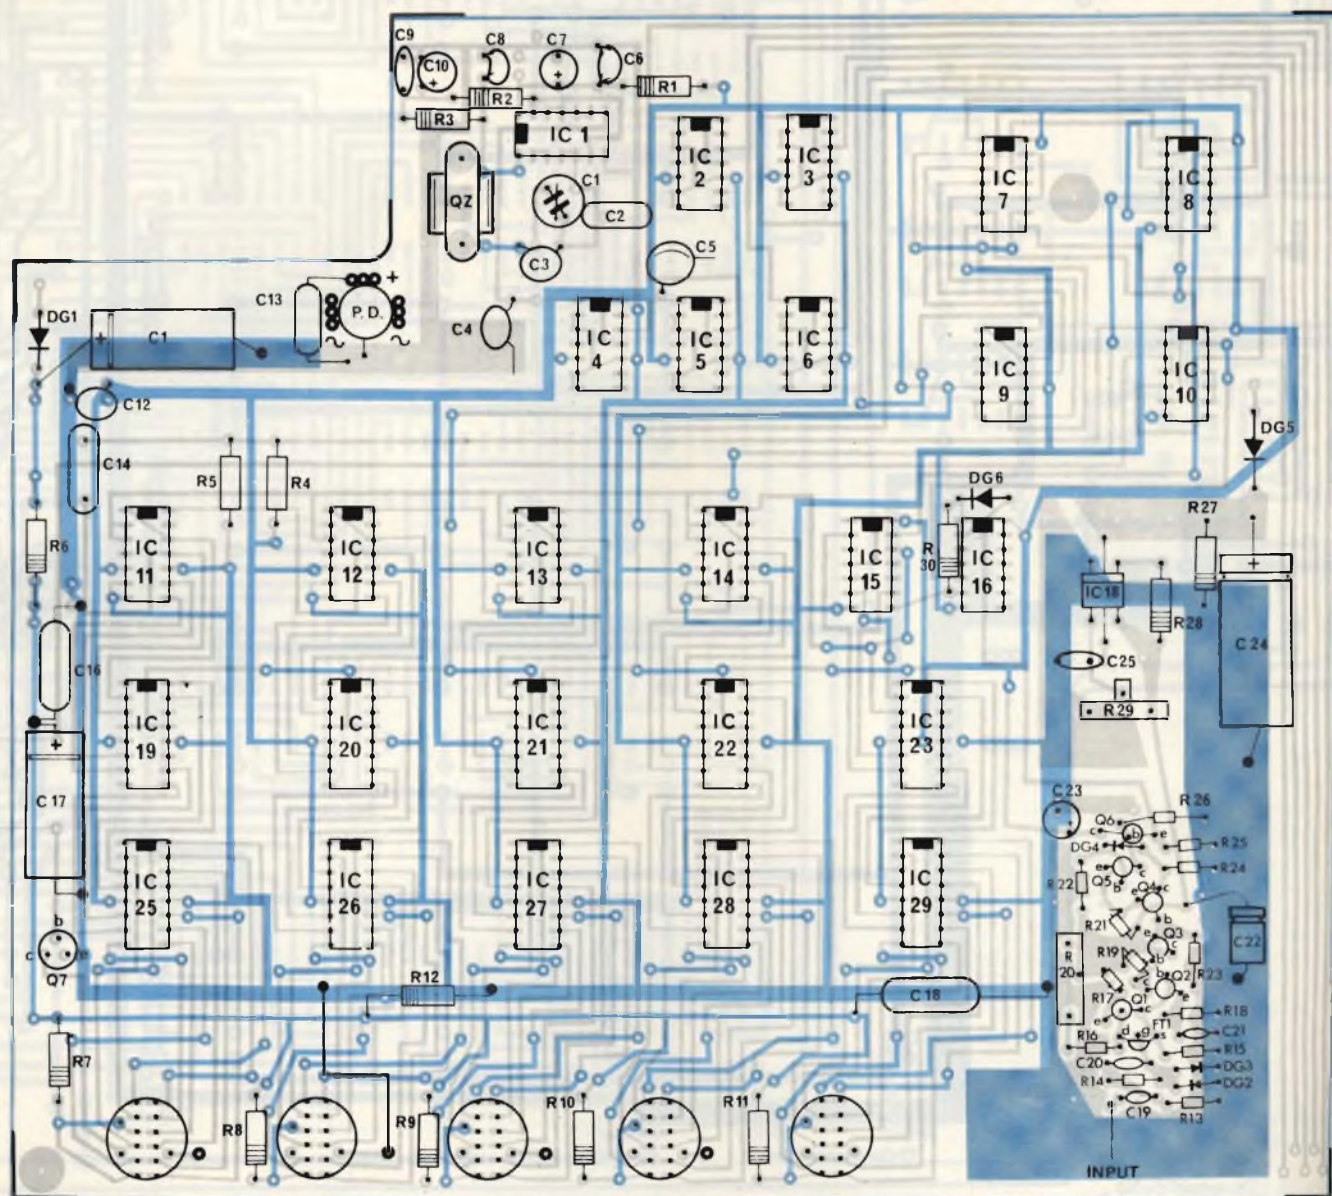 C9
C10
+
C8
C7
+
C6
R1
R2
R3
IC 1
IC
2
IC
3
IC
7
IC
8
QZ
C1
C2
C3
C5
C13
P.D.
+
~
~
C4
DG1
+
C1
IC
4
IC
5
IC
6
IC
9
IC
10
C12
DG5
C14
R5
R4
DG6
R27
R6
IC
11
IC
12
IC
13
IC
14
IC
15
R
30
IC
16
IC 18
R28
+
C 24
C16
C25
R29
IC
19
IC
20
IC
21
IC
22
IC
23
+
C 17
C 23
R 26
Q6
c
b
e
DG4
R25
R24
e
c
Q5
b
R22
e
Q4
c
b
IC
25
IC
26
IC
27
IC
28
IC
29
R21
e
Q3
c
b
C22
b
c
e
Q7
R
20
R19
R23
b
Q2
c
e
R12
C 18
R17
Q1
c
e
R18
FT1
d
g
s
C21
R16
R15
C20
DG3
R14
DG2
C19
R13
R7
R8
R9
R10
R11
INPUT